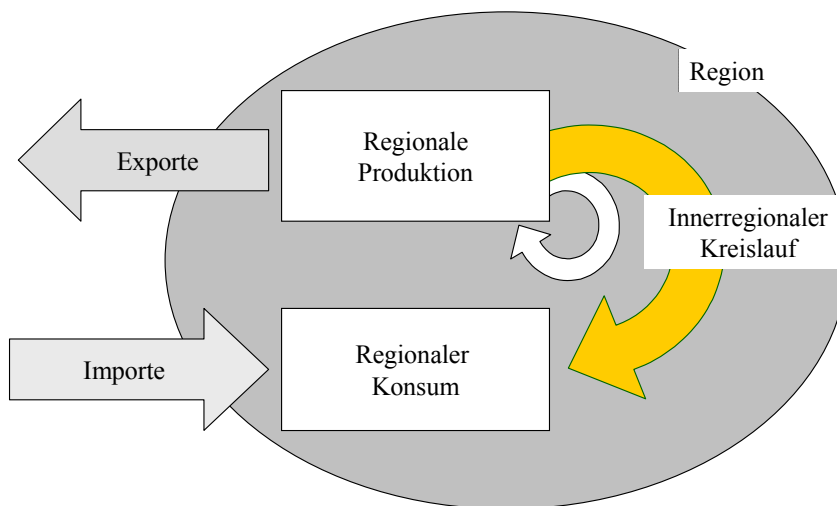 Region
Exporte
Regionale
Produktion
Innerregionaler
Kreislauf
Importe
Regionaler
Konsum